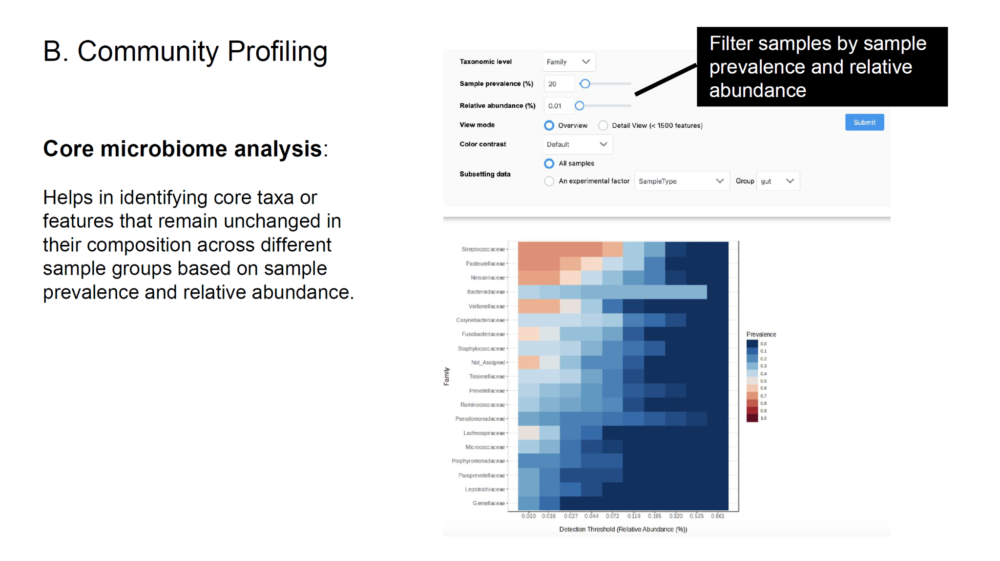 B. Community Profiling
Core microbiome analysis:
Helps in identifying core taxa or
features that remain unchanged in
their composition across different
sample groups based on sample
prevalence and relative abundance.
Filter samples by sample
prevalence and relative
abundance
Taxonomic level Family
Sample prevalence (%) 20
Relative abundance (%) 0.01
View mode Overview Detail View (< 1500 features)
Submit
Color contrast Default
Subsetting data
All samples
An experimental factor SampleType Group gut
Family
Streptococcaceae
Pasteurellaceae
Neisseriaceae
Bacteroidaceae
Veillonellaceae
Corynebacteriaceae
Fusobacteriaceae
Staphylococcaceae
Not_Assigned
Tissierellaceae
Prevotellaceae
Ruminococcaceae
Pseudomonadaceae
Lachnospiraceae
Micrococcaceae
Porphyromonadaceae
Paraprevotellaceae
Leptotrichiaceae
Gemellaceae
0.010 0.016 0.027 0.044 0.072 0.119 0.195 0.320 0.525 0.861
Detection Threshold (Relative Abundance (%))
Prevalence
0.0
0.1
0.2
0.3
0.4
0.5
0.6
0.7
0.8
0.9
1.0